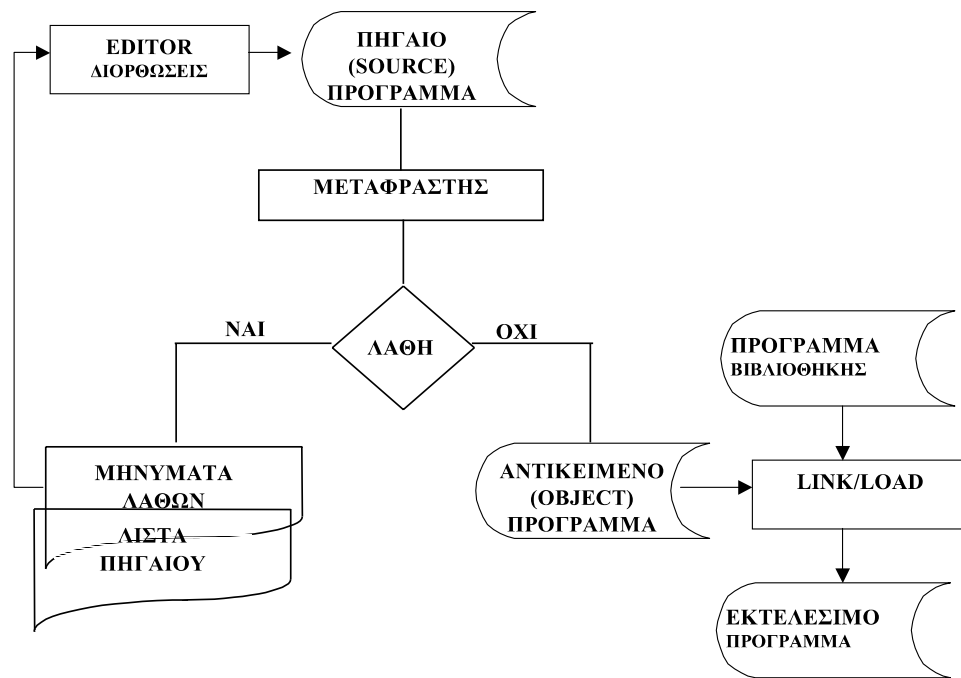 EDITOR
ΔΙΟΡΘΩΣΕΙΣ
ΠΗΓΑΙΟ
(SOURCE)
ΠΡΟΓΡΑΜΜΑ
ΜΕΤΑΦΡΑΣΤΗΣ
ΝΑΙ
ΛΑΘΗ
ΟΧΙ
ΠΡΟΓΡΑΜΜΑ
ΒΙΒΛΙΟΘΗΚΗΣ
ΜΗΝΥΜΑΤΑ
ΛΑΘΩΝ
ΛΙΣΤΑ
ΠΗΓΑΙΟΥ
ΑΝΤΙΚΕΙΜΕΝΟ
(OBJECT)
ΠΡΟΓΡΑΜΜΑ
LINK/LOAD
ΕΚΤΕΛΕΣΙΜΟ
ΠΡΟΓΡΑΜΜΑ